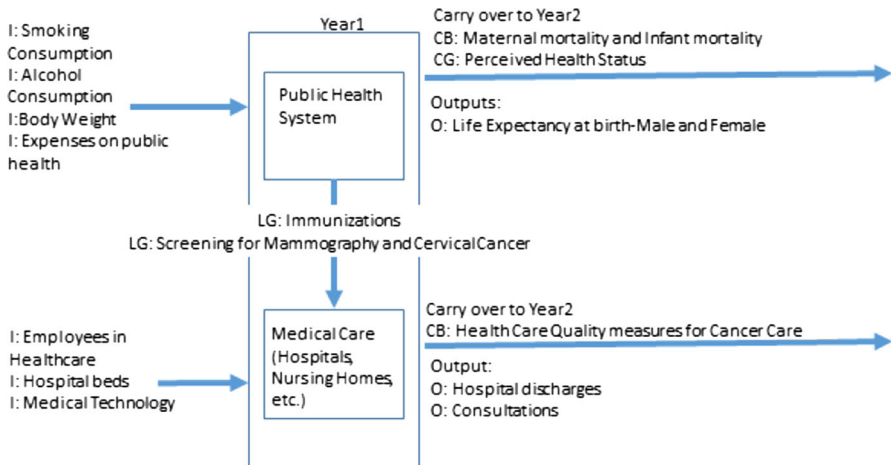 Year1
I: Smoking
Consumption
I: Alcohol
Consumption
I:Body Weight
I: Expenses on public
health
Public Health
System
Carry over to Year2
CB: Maternal mortality and Infant mortality
CG: Perceived Health Status
Outputs:
O: Life Expectancy at birth-Male and Female
LG: Immunizations
LG: Screening for Mammography and Cervical Cancer
I: Employees in
Healthcare
I: Hospital beds
I: Medical Technology
Medical Care
(Hospitals,
Nursing Homes,
etc.)
Carry over to Year2
CB: Health Care Quality measures for Cancer Care
Output:
O: Hospital discharges
O: Consultations